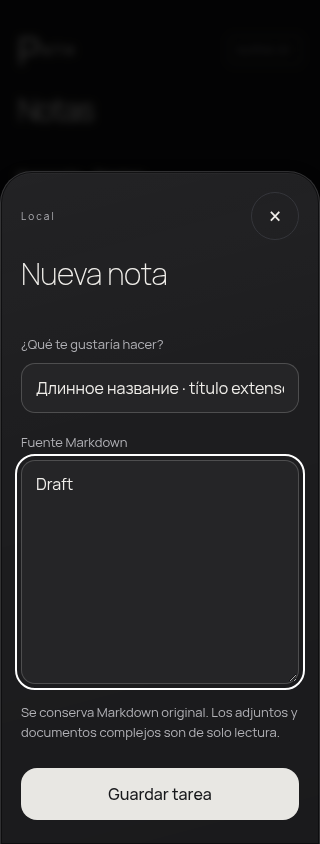 Notas
Local
Nueva nota
¿Qué te gustaría hacer?
Длинное название · título extens
Fuente Markdown
Draft
Se conserva Markdown original. Los adjuntos y
documentos complejos son de solo lectura.
Guardar tarea